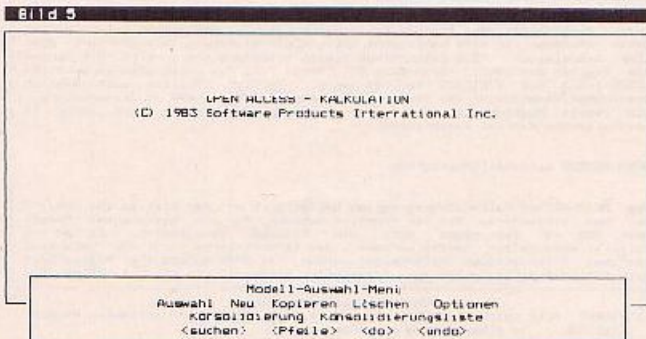 Bild 5
OPEN ACCESS - KALKULATION
(C) 1983 Software Products International Inc.
Modell-Auswahl-Menü
Auswahl Neu Kopieren Löschen Optionen
Konsolidierung Konsolidierungsliste
<suchen> <Pfeile> <do> <undo>